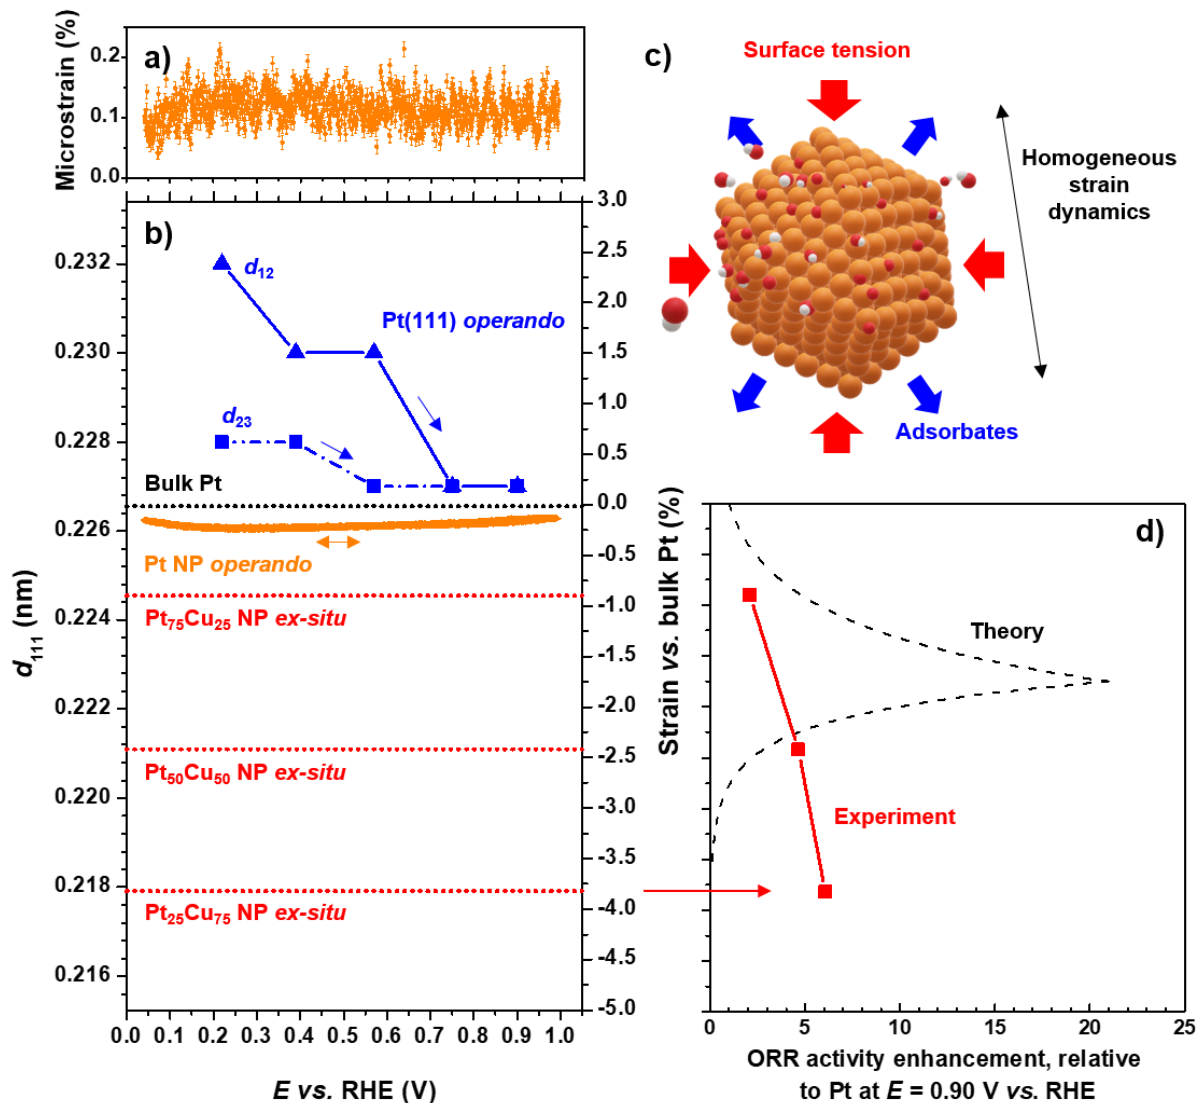 a)
Microstrain (%)
0.2
0.1
0.0
b)
3.0
2.5
2.0
1.5
1.0
0.5
0.0
-0.5
-1.0
-1.5
-2.0
-2.5
-3.0
-3.5
-4.0
-4.5
-5.0
0.232
0.230
0.228
0.226
0.224
0.222
0.220
0.218
0.216
d111 (nm)
d12
Pt(111) operando
d23
Bulk Pt
Pt NP operando
Pt75Cu25 NP ex-situ
Pt50Cu50 NP ex-situ
Pt25Cu75 NP ex-situ
0.0 0.1 0.2 0.3 0.4 0.5 0.6 0.7 0.8 0.9 1.0
E vs. RHE (V)
c)
Surface tension
Homogeneous
strain
dynamics
Adsorbates
Strain vs. bulk Pt (%)
d)
Theory
Experiment
0 5 10 15 20 25
ORR activity enhancement, relative
to Pt at E = 0.90 V vs. RHE